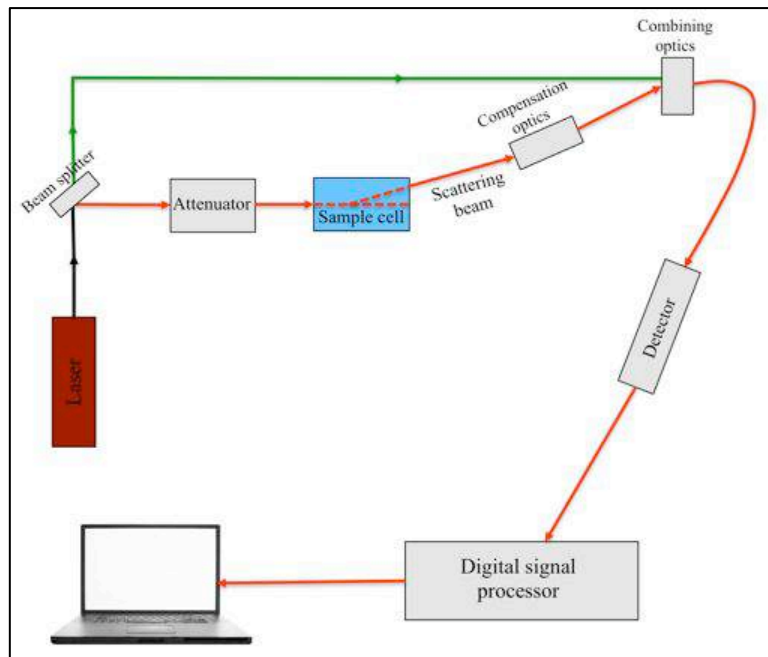 Combining
optics
Compensation
optics
Beam splitter
Attenuator
Sample cell
Scattering
beam
Laser
Detector
Digital signal
processor